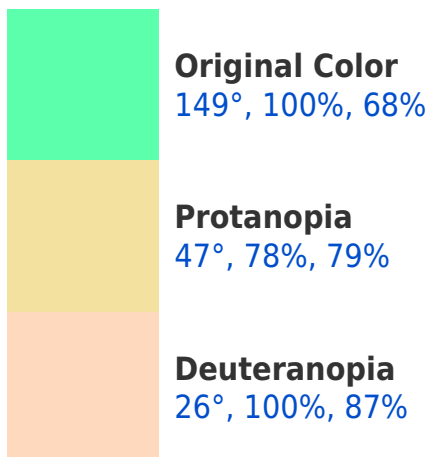 Original Color
149°, 100%, 68%
Protanopia
47°, 78%, 79%
Deuteranopia
26°, 100%, 87%